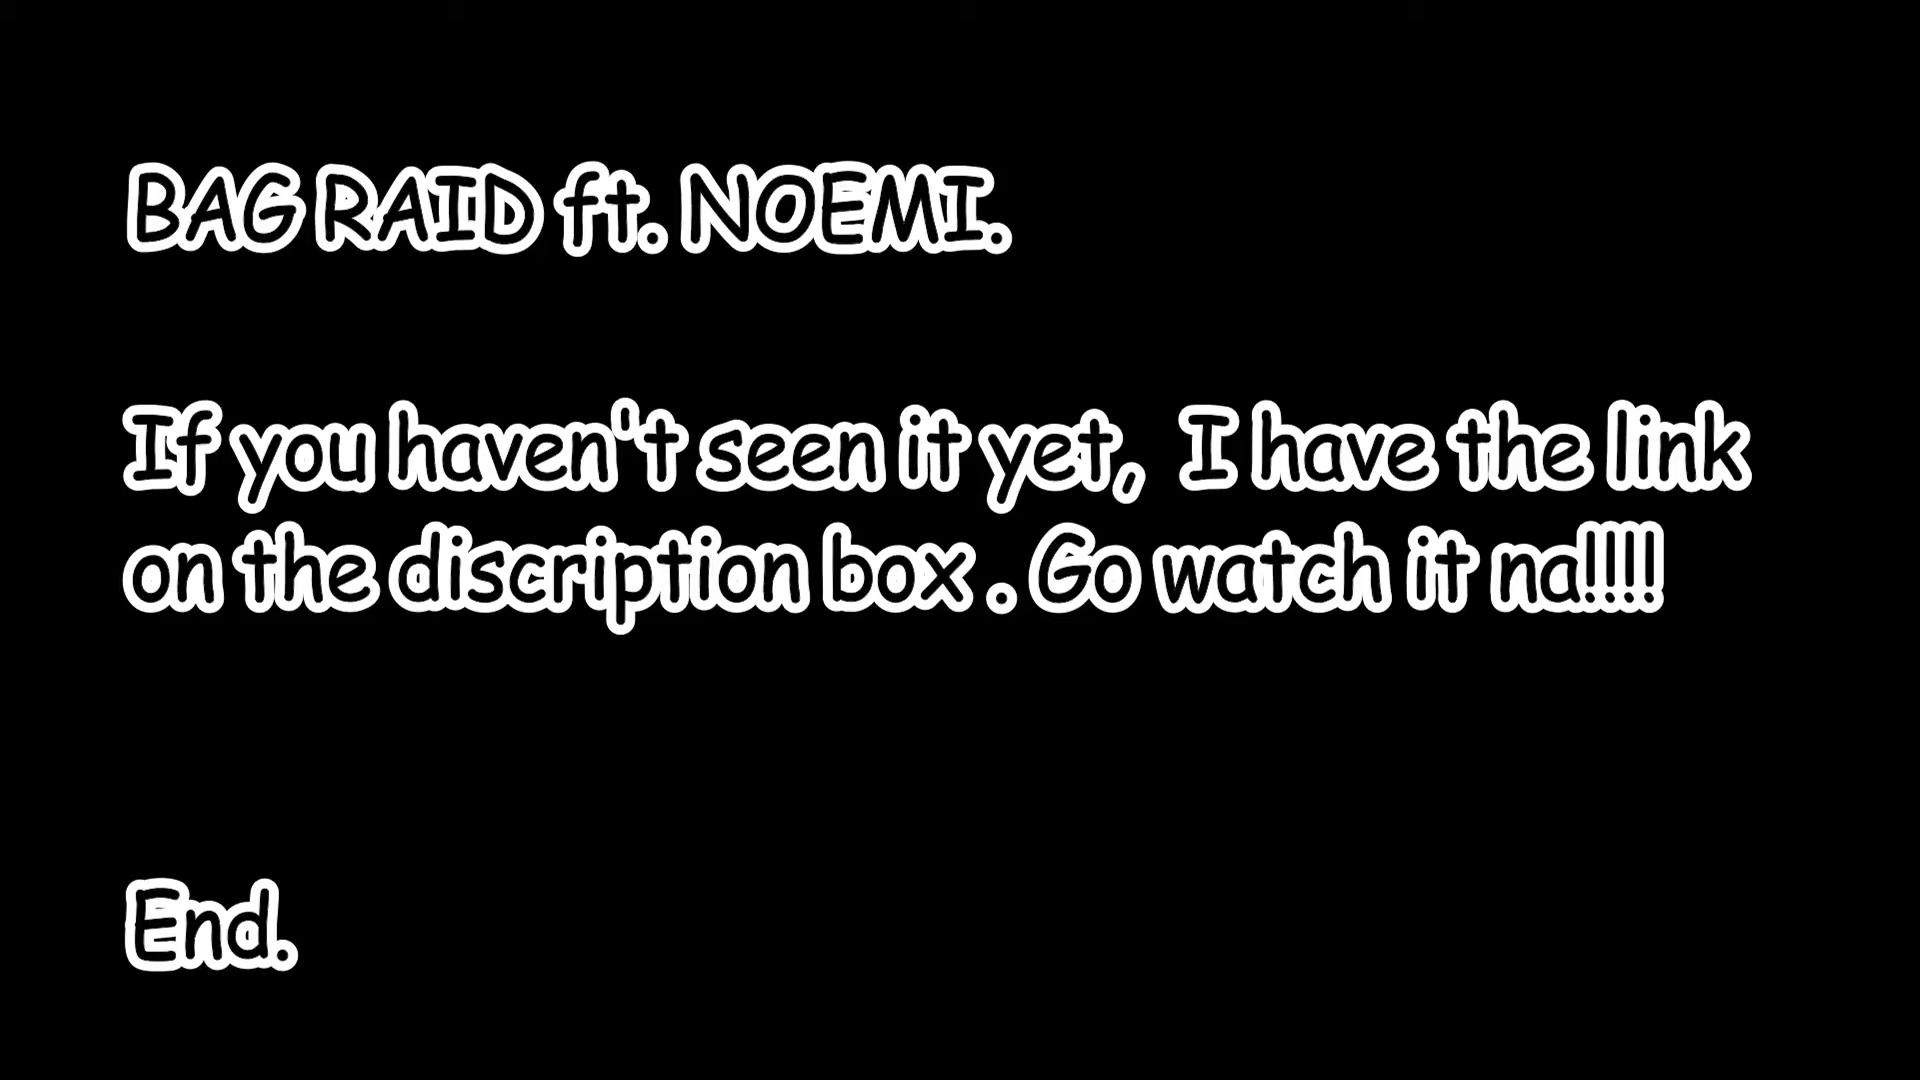 BAG RAID ft. NOEMI.
If you haven't seen it yet, I have the link
on the discription box . Go watch it na!!!!
End.